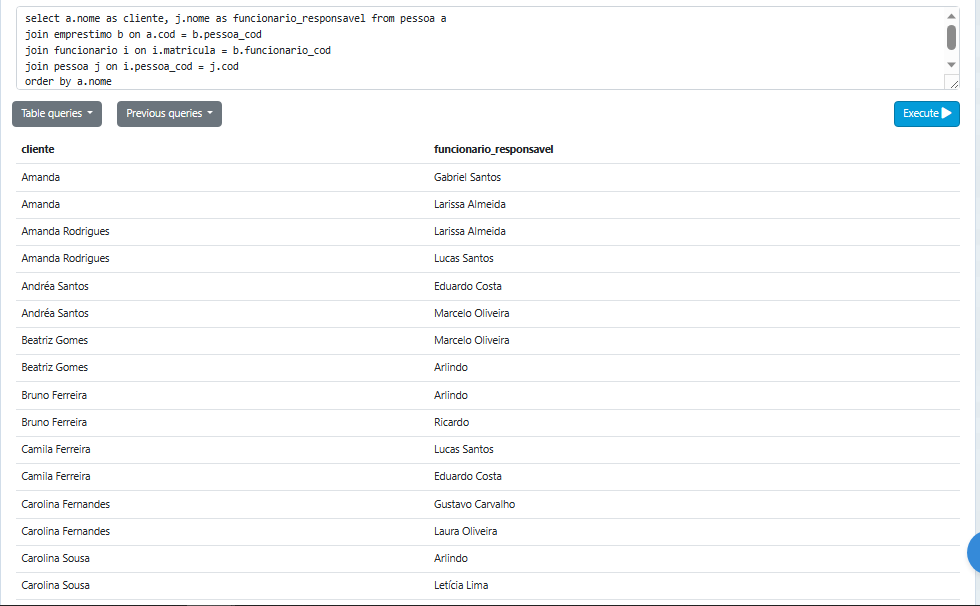 select a.nome as cliente, j.nome as funcionario_responsavel from pessoa a
join emprestimo b on a.cod = b.pessoa_cod
join funcionario i on i.matricula = b.funcionario_cod
join pessoa j on i.pessoa_cod = j.cod
order by a.nome
Table queries Previous queries Execute
cliente funcionario_responsavel
Amanda Gabriel Santos
Amanda Larissa Almeida
Amanda Rodrigues Larissa Almeida
Amanda Rodrigues Lucas Santos
Andréa Santos Eduardo Costa
Andréa Santos Marcelo Oliveira
Beatriz Gomes Marcelo Oliveira
Beatriz Gomes Arlindo
Bruno Ferreira Arlindo
Bruno Ferreira Ricardo
Camila Ferreira Lucas Santos
Camila Ferreira Eduardo Costa
Carolina Fernandes Gustavo Carvalho
Carolina Fernandes Laura Oliveira
Carolina Sousa Arlindo
Carolina Sousa Letícia Lima